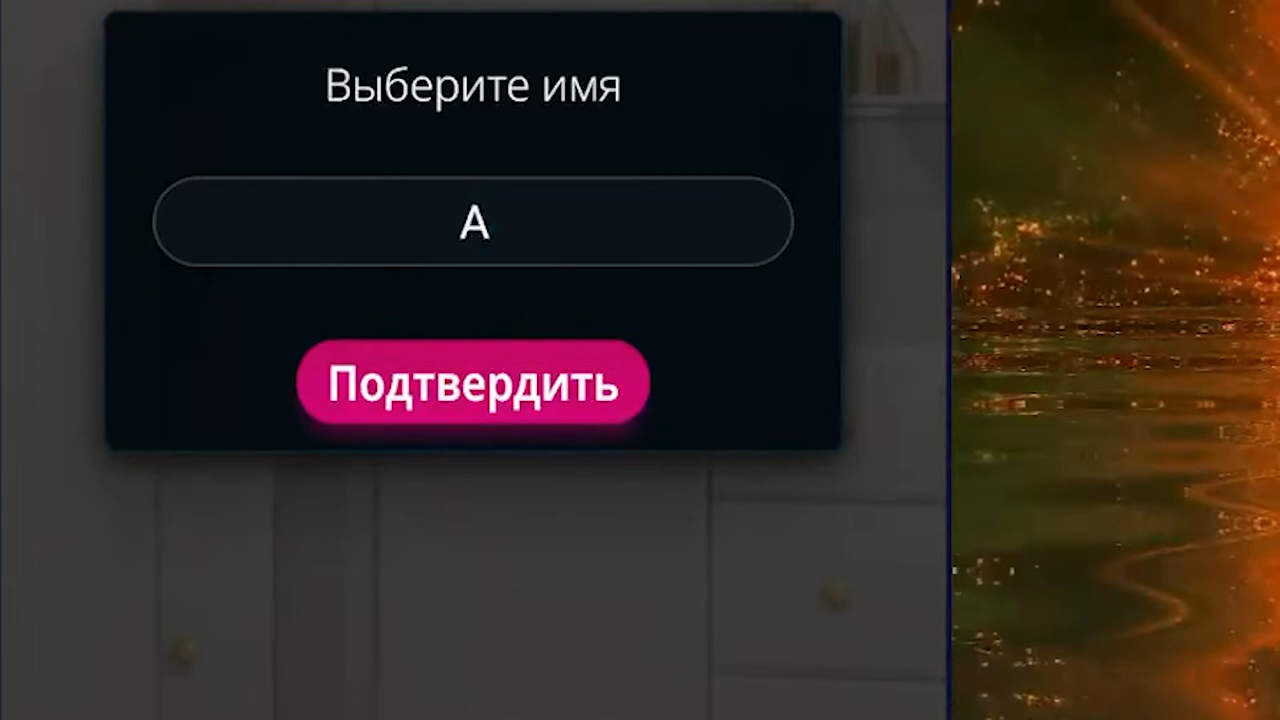 Выберите имя
А
Подтвердить